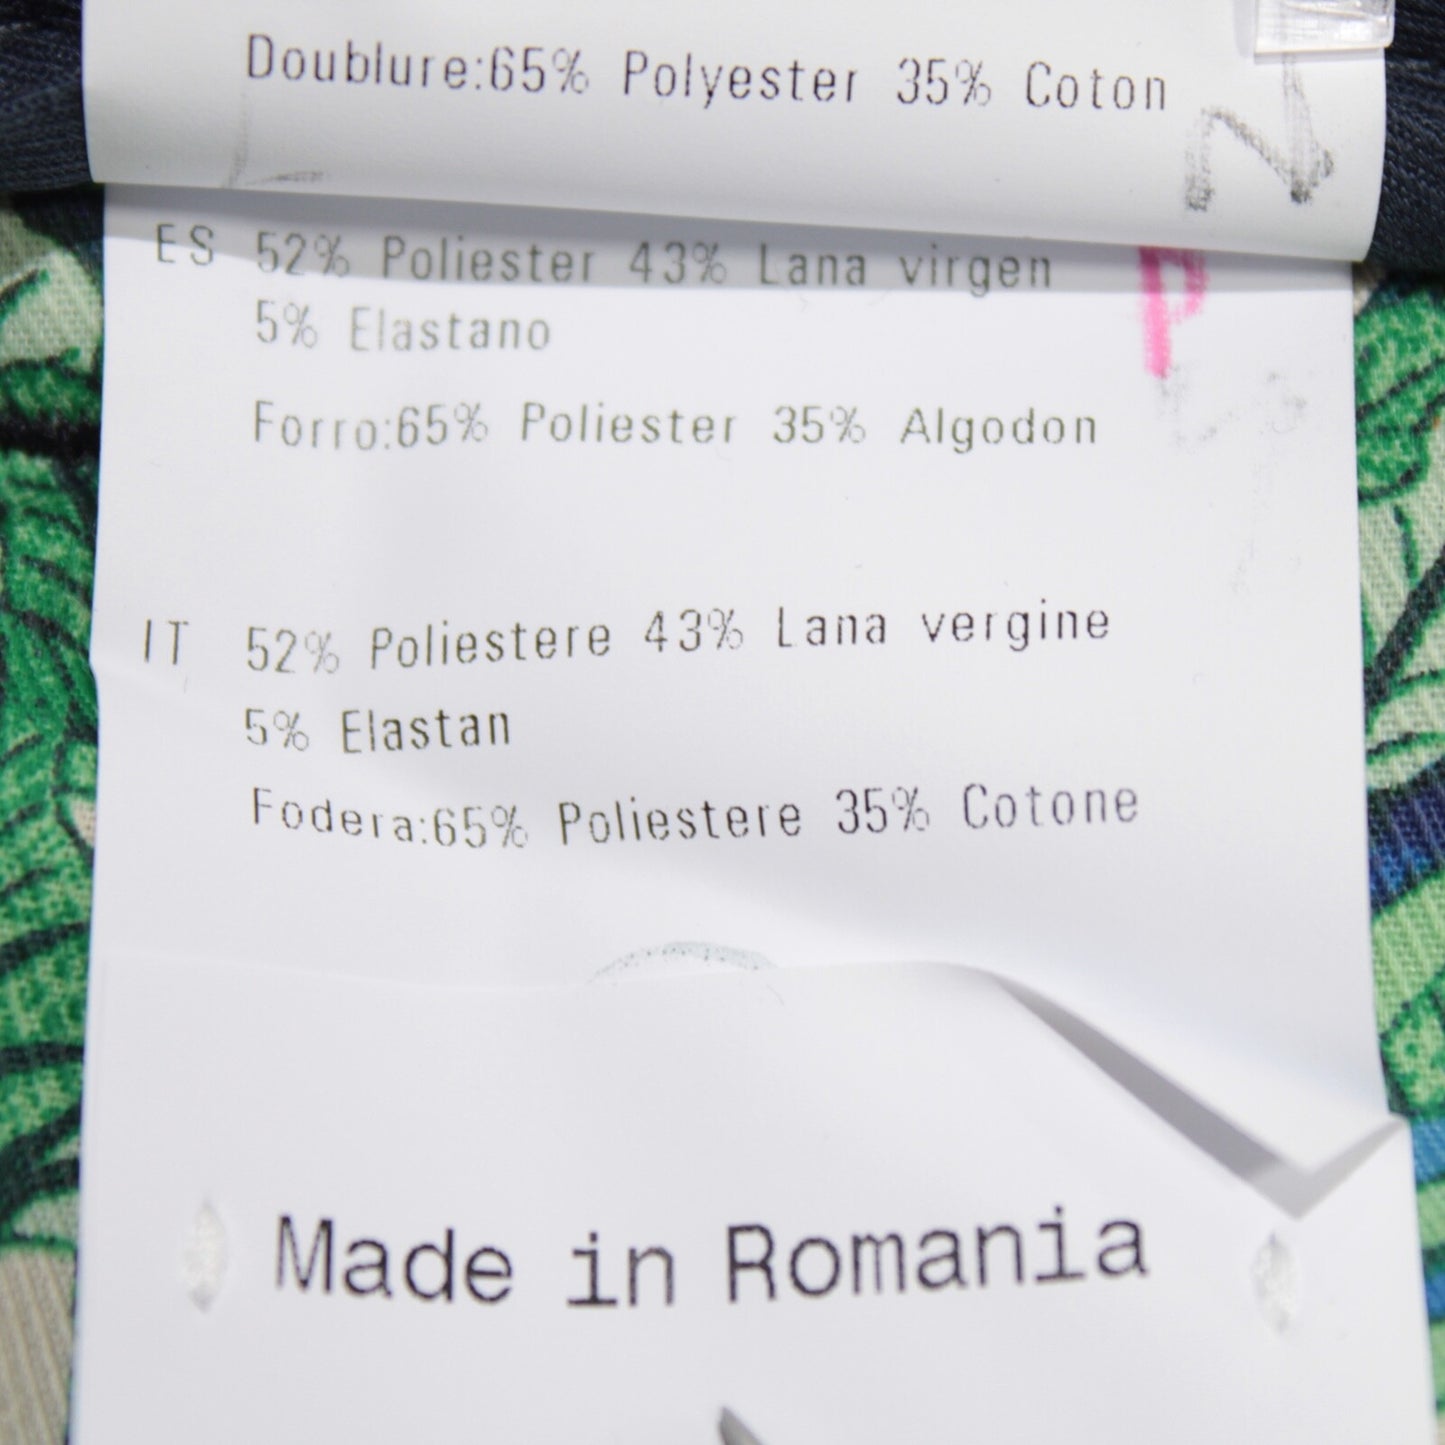 Doublure:65% Polyester 35% Coton
ES 52% Poliester 43% Lana virgen
P
5% Elastano
Forro:65% Poliester 35% Algodon
IT 52% Poliestere 43% Lana vergine
5% Elastan
Fodera:65% Poliestere 35% Cotone
Made in Romania